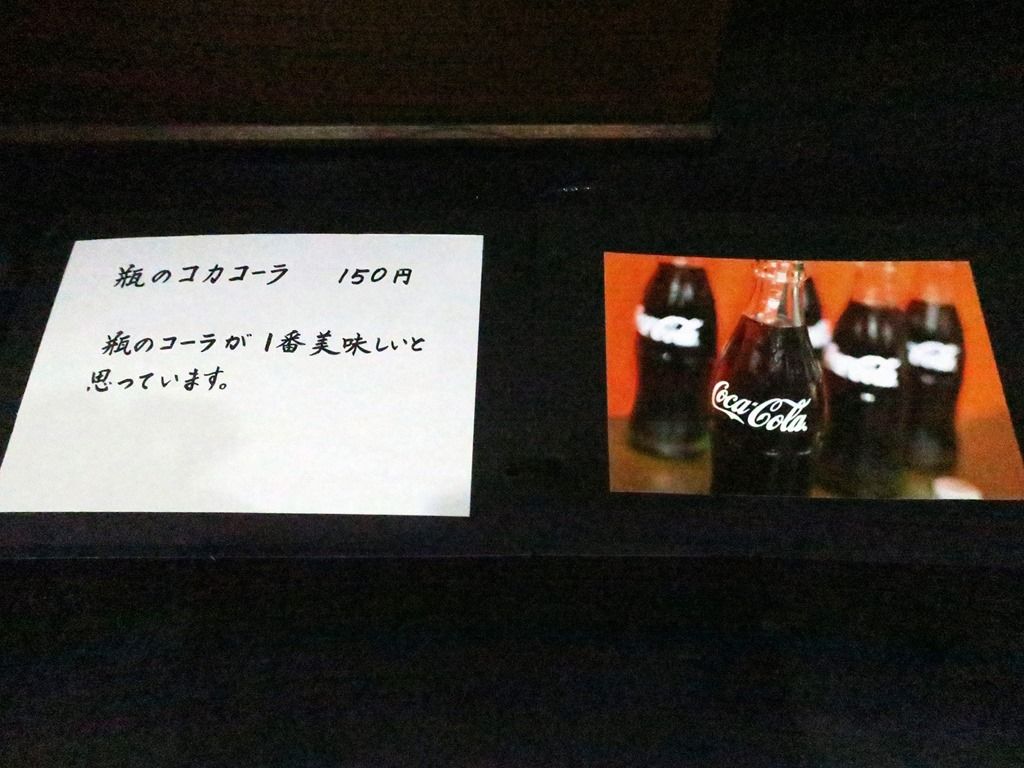 瓶のコカコーラ 150円
瓶のコーラが1番美味しいと
思っています。
Coca-Cola